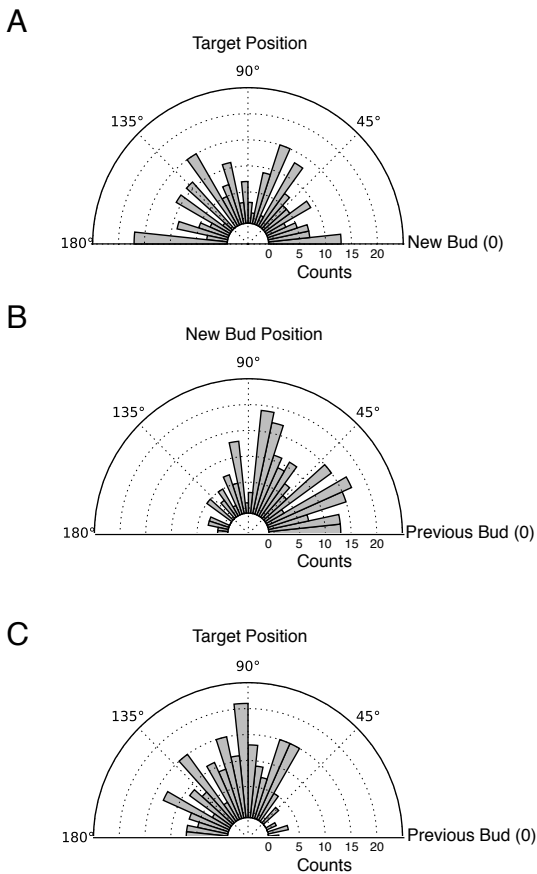 A
Target Position
90°
135°
45°
180°
New Bud (0)
0 5 10 15 20
Counts
B
New Bud Position
90°
135°
45°
180°
Previous Bud (0)
0 5 10 15 20
Counts
C
Target Position
90°
135°
45°
180°
Previous Bud (0)
0 5 10 15 20
Counts